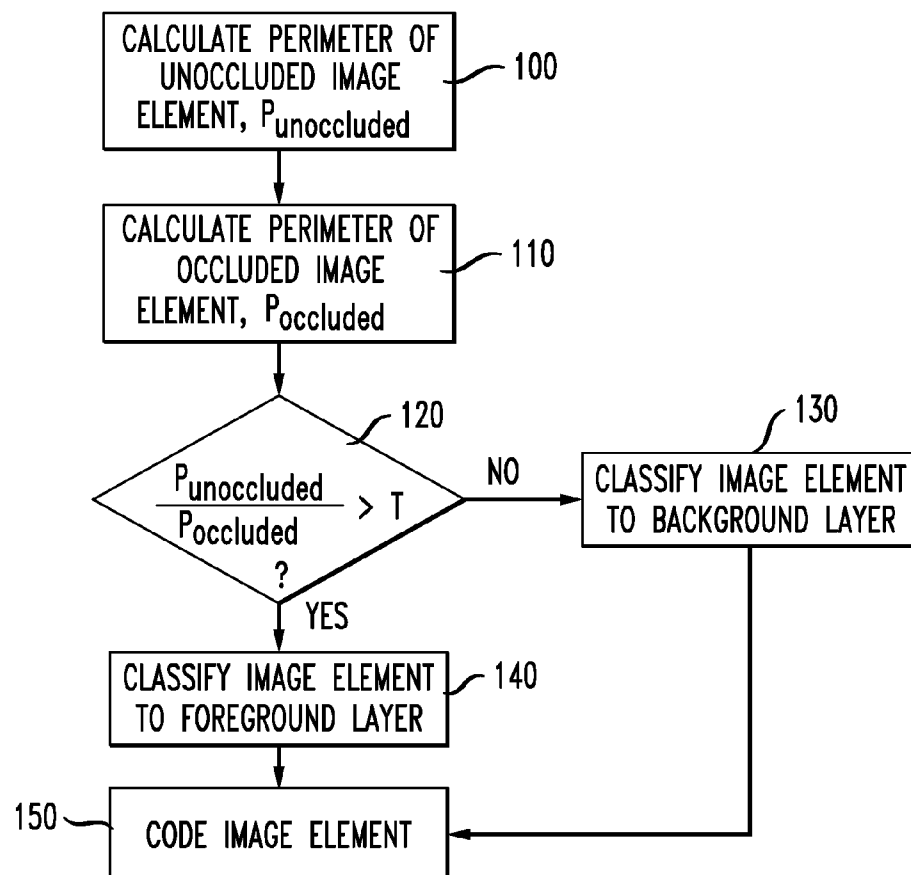 CALCULATE PERIMETER OF
UNOCCLUDED IMAGE
ELEMENT, Punoccluded
100
CALCULATE PERIMETER OF
OCCLUDED IMAGE
ELEMENT, Poccluded
110
120
Punoccluded
Poccluded
> T
?
NO
YES
130
CLASSIFY IMAGE ELEMENT
TO BACKGROUND LAYER
CLASSIFY IMAGE ELEMENT
TO FOREGROUND LAYER
140
150
CODE IMAGE ELEMENT